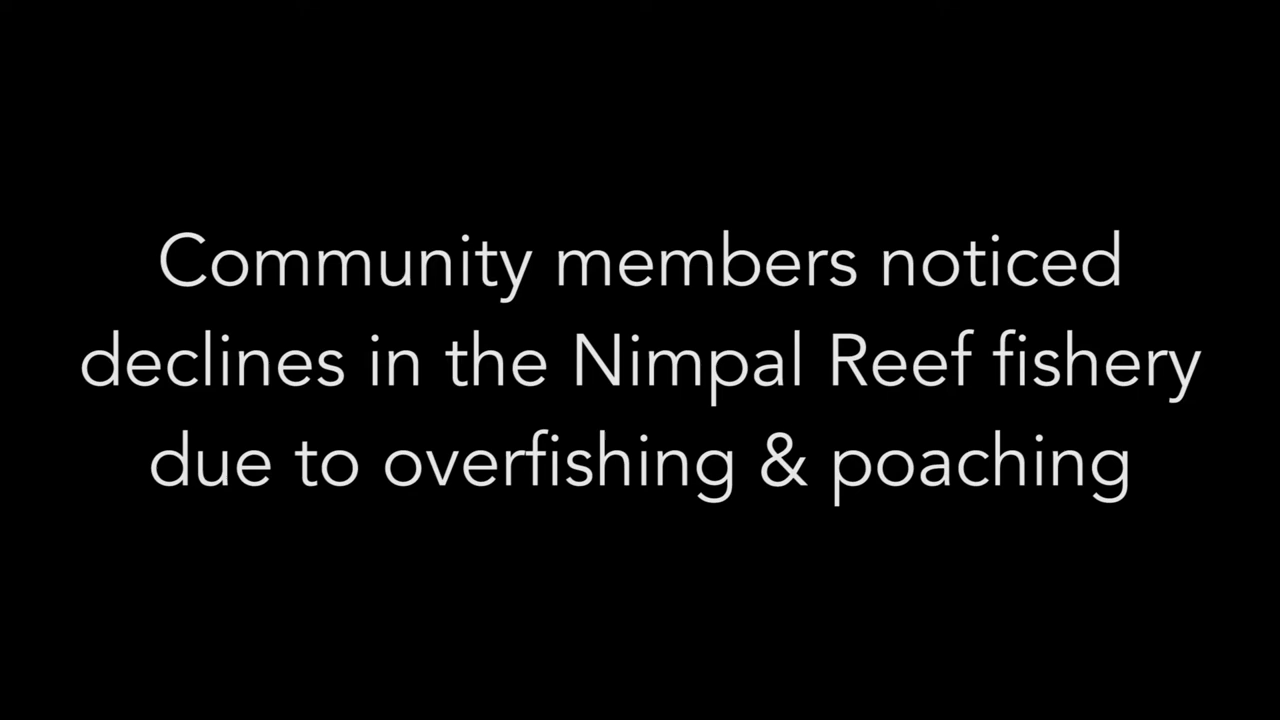 Community members noticed
declines in the Nimpal Reef fishery
due to overfishing & poaching